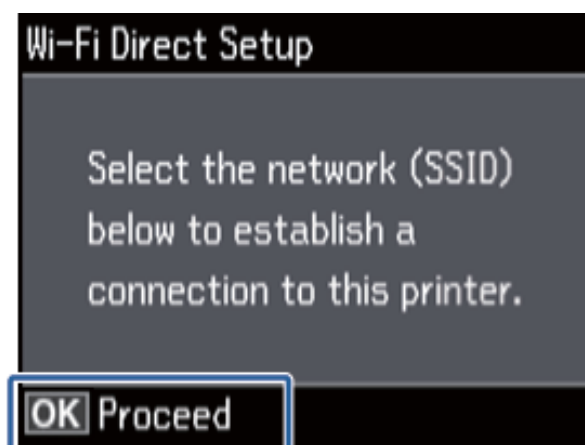 Wi-Fi Direct Setup
Select the network (SSID)
below to establish a
connection to this printer.
OK Proceed